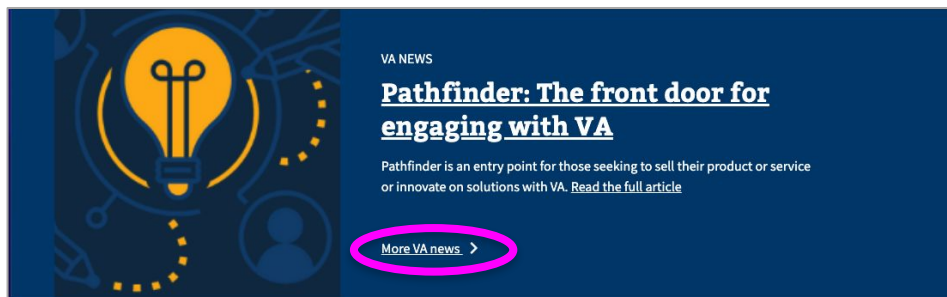 VA NEWS
Pathfinder: The front door for
engaging with VA
Pathfinder is an entry point for those seeking to sell their product or service
or innovate on solutions with VA. Read the full article
More VA news